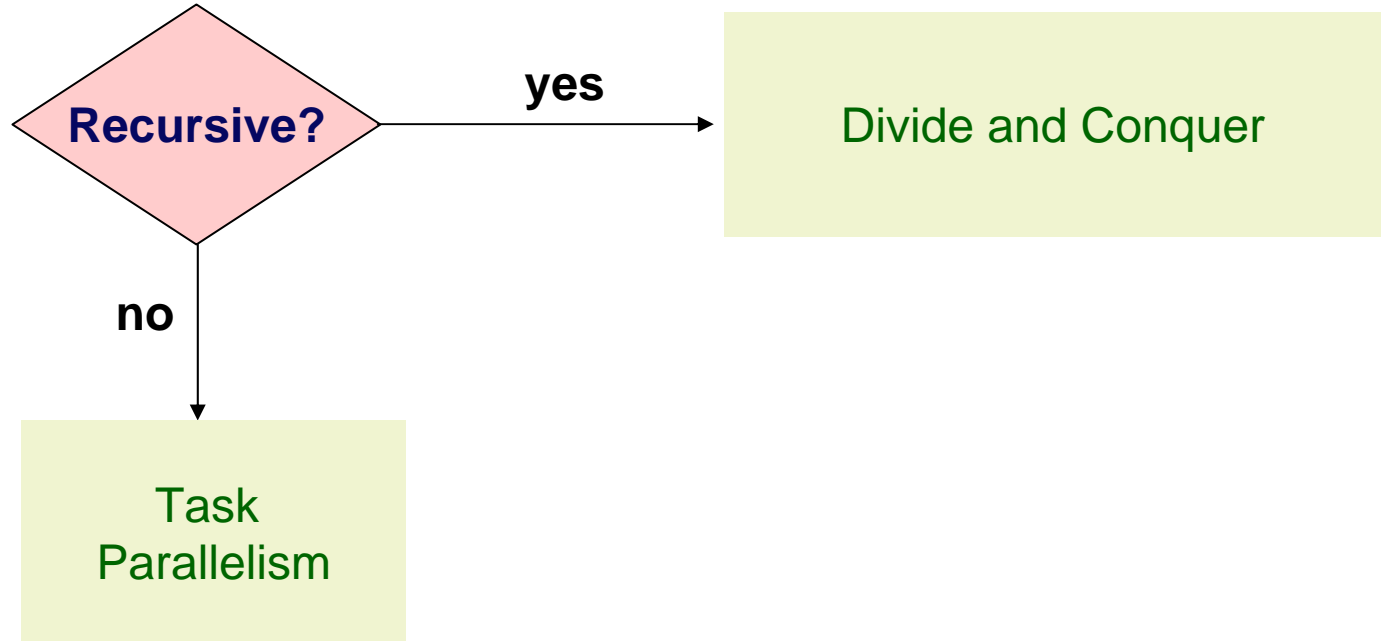 Recursive?
yes
Divide and Conquer
no
Task
Parallelism